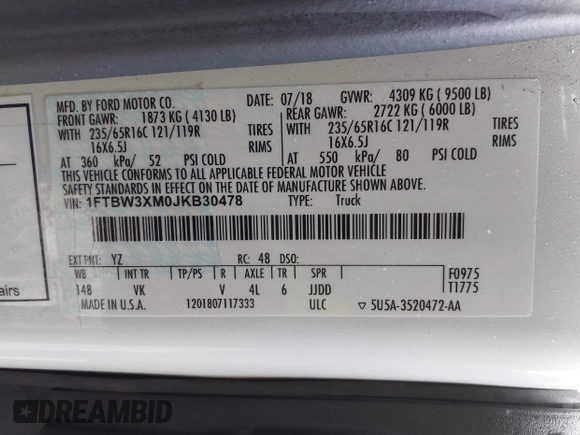 MFD. BY FORD MOTOR CO.
DATE: 07/18 GVWR: 4309 KG ( 9500 LB)
FRONT GAWR: 1873 KG ( 4130 LB)
REAR GAWR: 2722 KG ( 6000 LB)
WITH 235/65R16C 121/119R TIRES
WITH 235/65R16C 121/119R TIRES
16X6.5J RIMS
16X6.5J RIMS
AT 360 kPa/ 52 PSI COLD
AT 550 kPa/ 80 PSI COLD
THIS VEHICLE CONFORMS TO ALL APPLICABLE FEDERAL MOTOR VEHICLE
SAFETY STANDARDS IN EFFECT ON THE DATE OF MANUFACTURE SHOWN ABOVE.
VIN: 1FTBW3XM0JKB30478 TYPE: Truck
EXT PNT: YZ RC: 48 DSO:
WB INT TR TP/PS R AXLE TR SPR F0975
148 VK V 4L 6 JJDD T1775
MADE IN U.S.A. 1201807117333 ULC ▽ 5U5A-3520472-AA
airs
DREAMBID